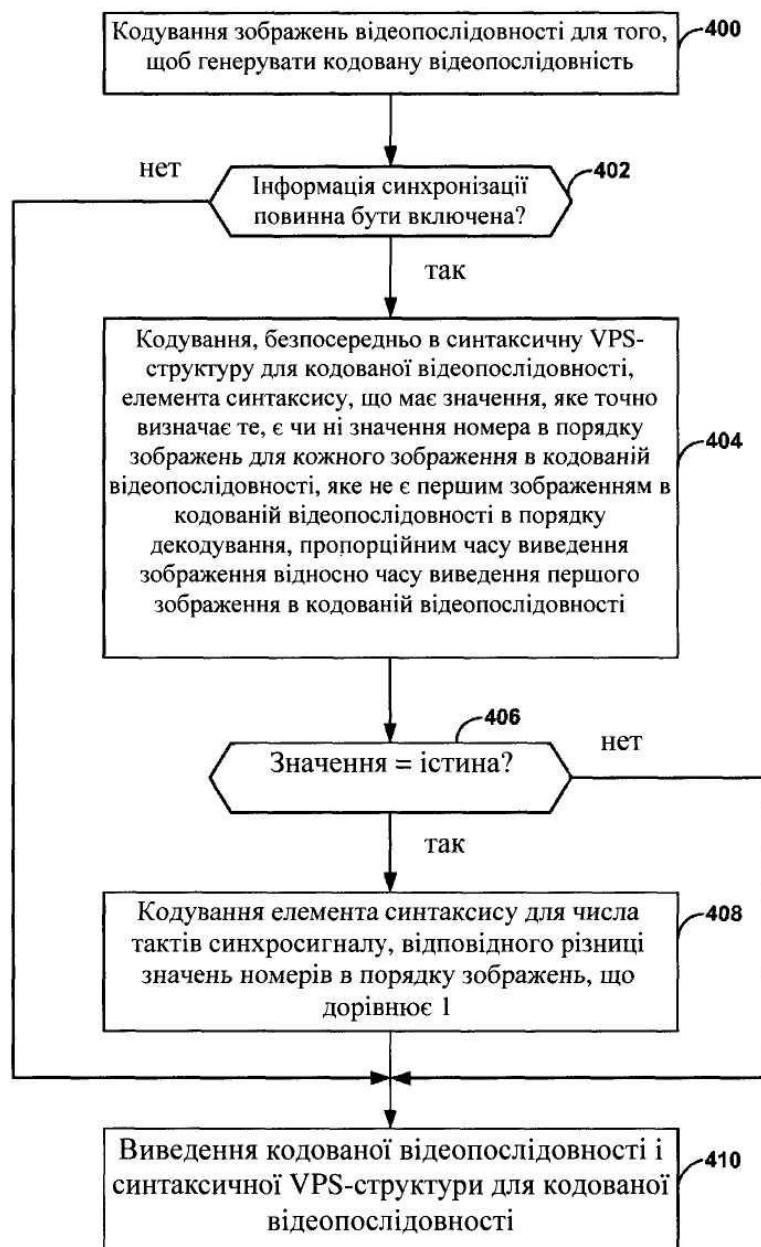 Кодування зображень відеопослідовності для того,
щоб генерувати кодовану відеопослідовність
400
нет
Інформація синхронізації
повинна бути включена?
402
так
Кодування, безпосередньо в синтаксичну VPS-
структуру для кодованої відеопослідовності,
елемента синтаксису, що має значення, яке точно
визначає те, є чи ні значення номера в порядку
зображень для кожного зображення в кодованій
відеопослідовності, яке не є першим зображенням в
кодованій відеопослідовності в порядку
декодування, пропорційним часу виведення
зображення відносно часу виведення першого
зображення в кодованій відеопослідовності
404
406
Значення = істина?
нет
так
Кодування елемента синтаксису для числа
тактів синхросигналу, відповідного різниці
значень номерів в порядку зображень, що
дорівнює 1
408
Виведення кодованої відеопослідовності і
синтаксичної VPS-структури для кодованої
відеопослідовності
410